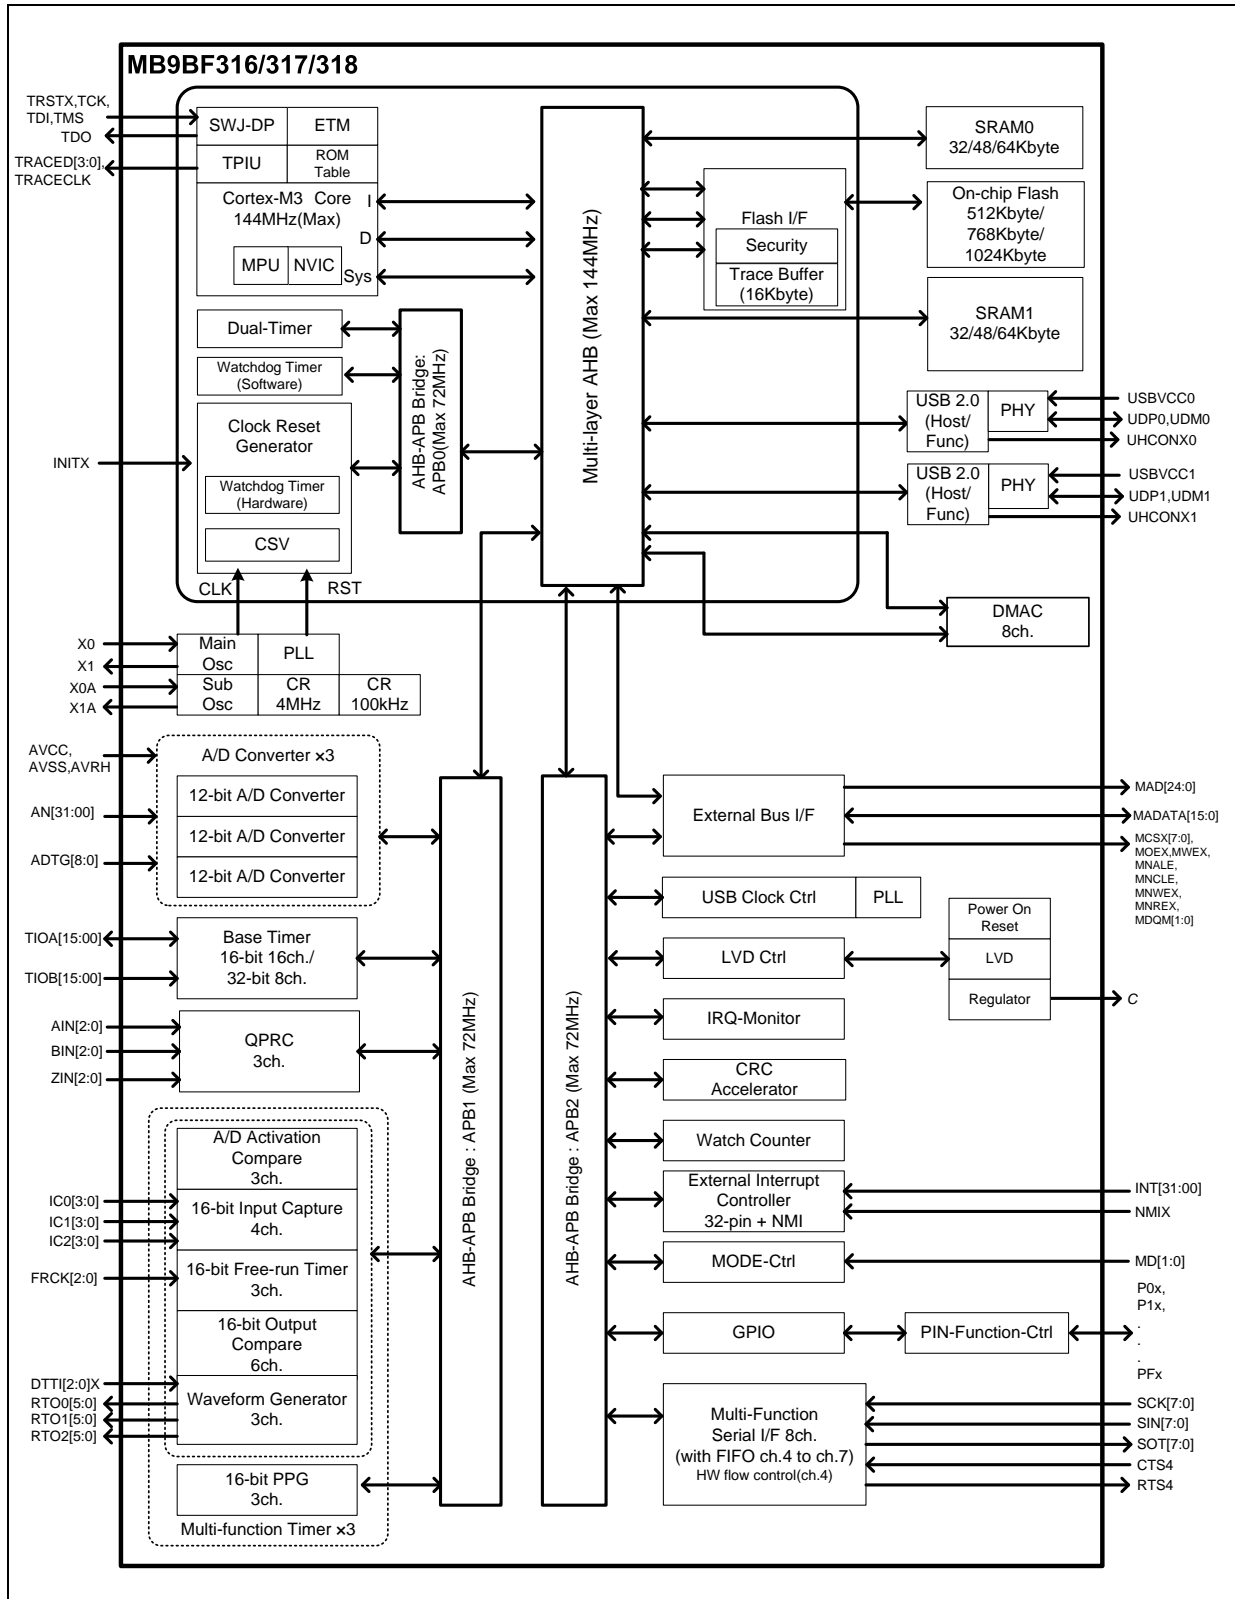 MB9BF316/317/318
TRSTX,TCK,
TDI,TMS
TDO
TRACED[3:0],
TRACECLK
SWJ-DP
ETM
TPIU
ROM
Table
Cortex-M3 Core
144MHz(Max)
I
D
Sys
MPU
NVIC
Dual-Timer
Watchdog Timer
(Software)
Clock Reset
Generator
Watchdog Timer
(Hardware)
CSV
INITX
CLK
RST
AHB-APB Bridge:
APB0(Max 72MHz)
Multi-layer AHB (Max 144MHz)
Flash I/F
Security
Trace Buffer
(16Kbyte)
SRAM0
32/48/64Kbyte
On-chip Flash
512Kbyte/
768Kbyte/
1024Kbyte
SRAM1
32/48/64Kbyte
USB 2.0
(Host/
Func)
PHY
USBVCC0
UDP0,UDM0
UHCONX0
USB 2.0
(Host/
Func)
PHY
USBVCC1
UDP1,UDM1
UHCONX1
DMAC
8ch.
X0
X1
X0A
X1A
Main
Osc
PLL
Sub
Osc
CR
4MHz
CR
100kHz
AVCC,
AVSS,AVRH
AN[31:00]
ADTG[8:0]
A/D Converter ×3
12-bit A/D Converter
12-bit A/D Converter
12-bit A/D Converter
TIOA[15:00]
TIOB[15:00]
Base Timer
16-bit 16ch./
32-bit 8ch.
AIN[2:0]
BIN[2:0]
ZIN[2:0]
QPRC
3ch.
A/D Activation
Compare
3ch.
IC0[3:0]
IC1[3:0]
IC2[3:0]
16-bit Input Capture
4ch.
FRCK[2:0]
16-bit Free-run Timer
3ch.
16-bit Output
Compare
6ch.
DTTI[2:0]X
RTO0[5:0]
RTO1[5:0]
RTO2[5:0]
Waveform Generator
3ch.
16-bit PPG
3ch.
Multi-function Timer ×3
AHB-APB Bridge : APB1 (Max 72MHz)
AHB-APB Bridge : APB2 (Max 72MHz)
External Bus I/F
MAD[24:0]
MADATA[15:0]
MCSX[7:0],
MOEX,MWEX,
MNALE,
MNCLE,
MNWEX,
MNREX,
MDQM[1:0]
USB Clock Ctrl
PLL
LVD Ctrl
Power On
Reset
LVD
Regulator
C
IRQ-Monitor
CRC
Accelerator
Watch Counter
External Interrupt
Controller
32-pin + NMI
INT[31:00]
NMIX
MODE-Ctrl
MD[1:0]
GPIO
PIN-Function-Ctrl
P0x,
P1x,
.
.
.
PFx
Multi-Function
Serial I/F 8ch.
(with FIFO ch.4 to ch.7)
HW flow control(ch.4)
SCK[7:0]
SIN[7:0]
SOT[7:0]
CTS4
RTS4